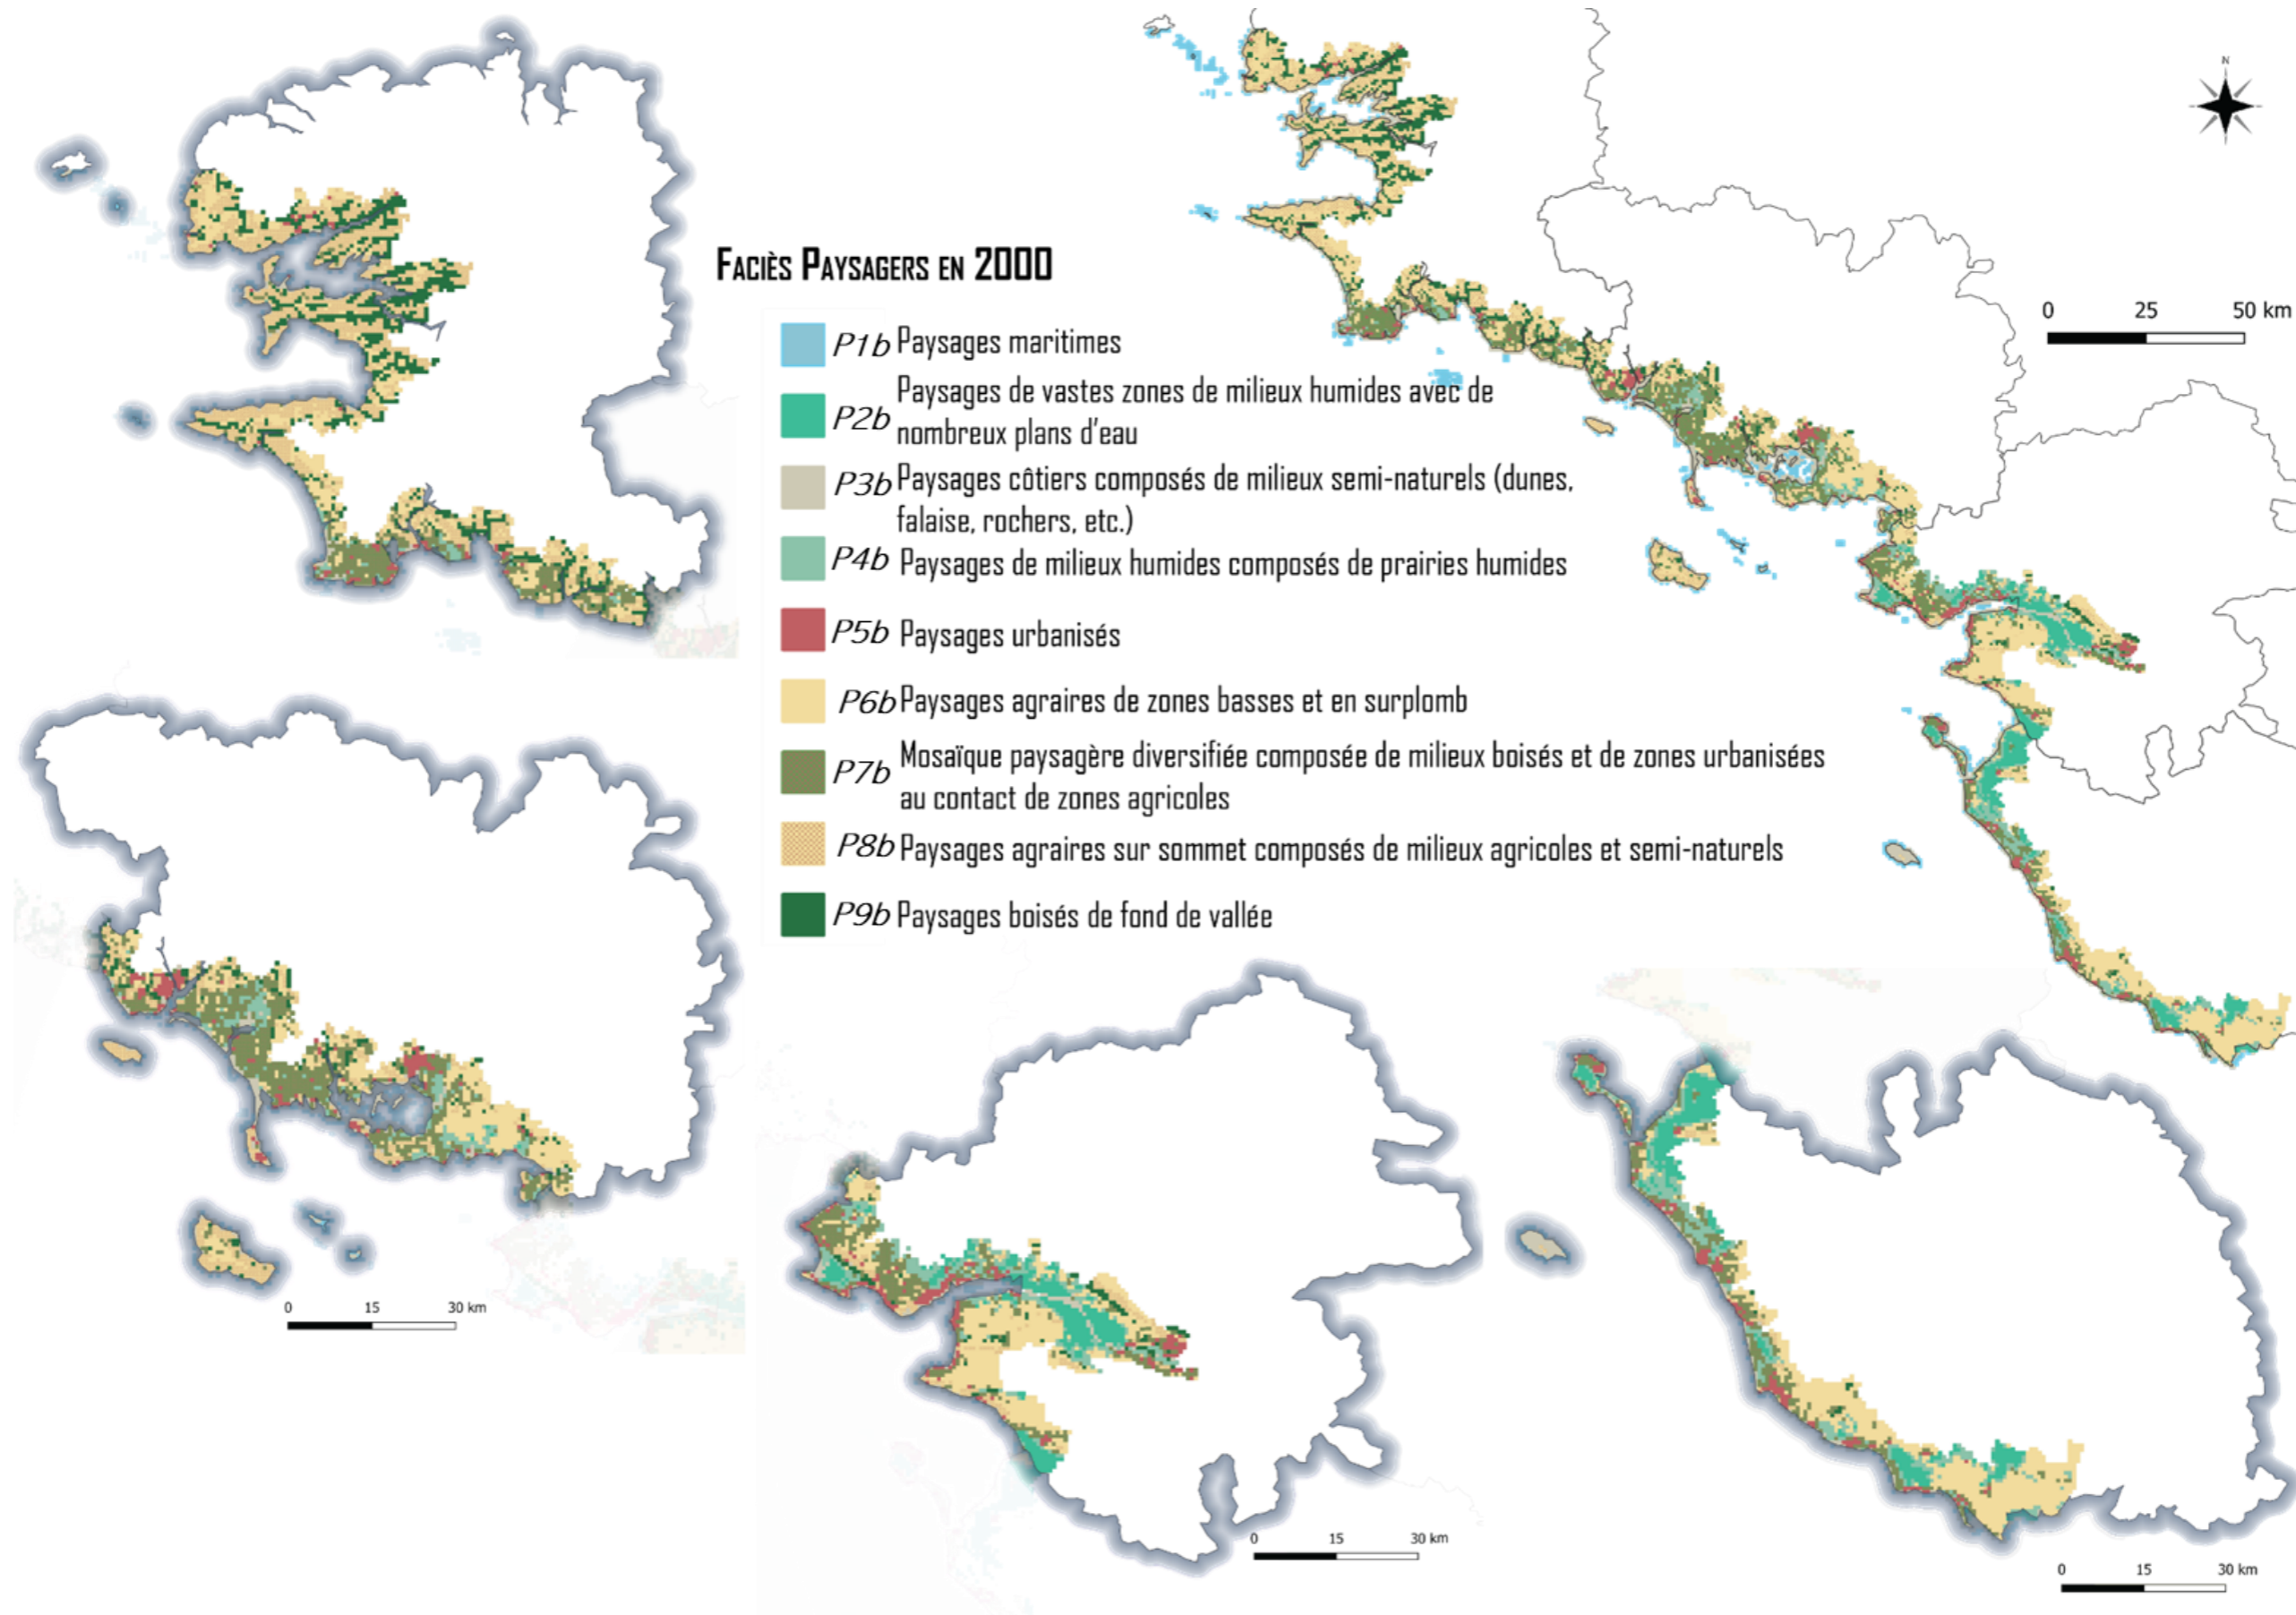 N
FACIÈS PAYSAGERS EN 2000
0 25 50 km
P1b Paysages maritimes
P2b Paysages de vastes zones de milieux humides avec de
nombreux plans d'eau
P3b Paysages côtiers composés de milieux semi-naturels (dunes,
falaise, rochers, etc.)
P4b Paysages de milieux humides composés de prairies humides
P5b Paysages urbanisés
P6b Paysages agraires de zones basses et en surplomb
P7b Mosaïque paysagère diversifiée composée de milieux boisés et de zones urbanisées
au contact de zones agricoles
P8b Paysages agraires sur sommet composés de milieux agricoles et semi-naturels
P9b Paysages boisés de fond de vallée
0 15 30 km
0 15 30 km
0 15 30 km